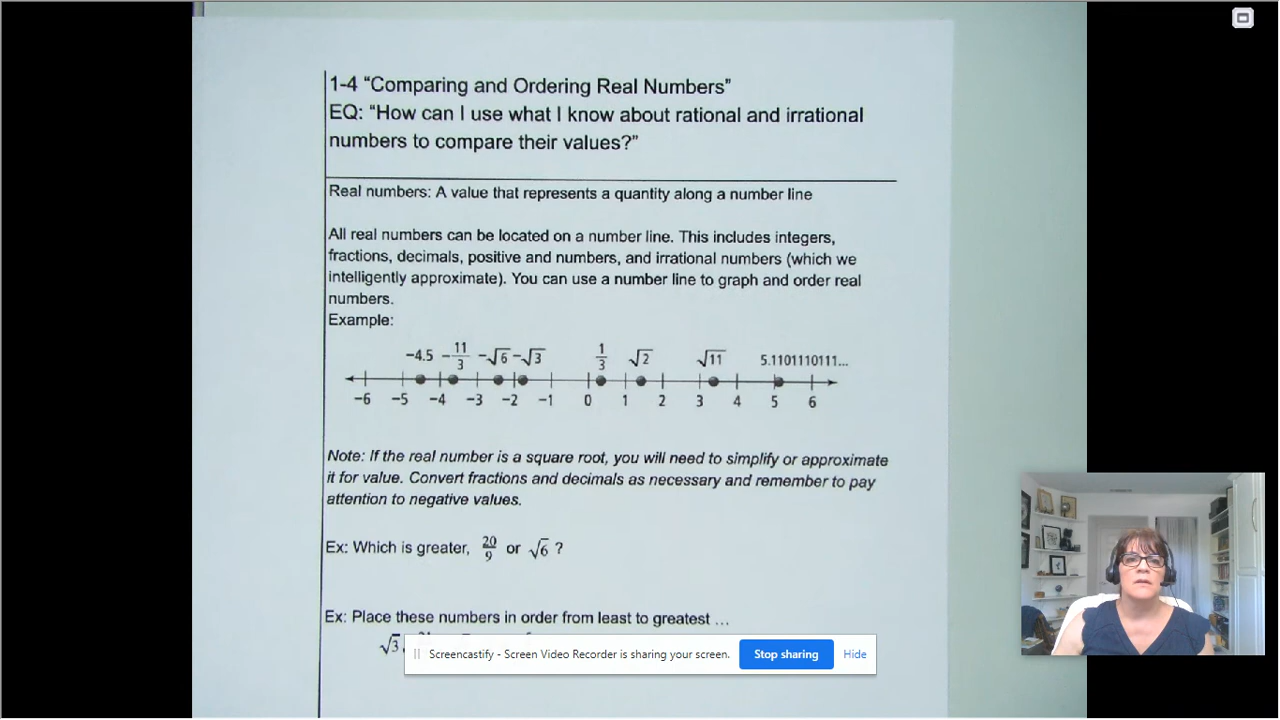 1-4 “Comparing and Ordering Real Numbers”
EQ: “How can I use what I know about rational and irrational
numbers to compare their values?”
Real numbers: A value that represents a quantity along a number line
All real numbers can be located on a number line. This includes integers,
fractions, decimals, positive and numbers, and irrational numbers (which we
intelligently approximate). You can use a number line to graph and order real
numbers.
Example:
−4.5 −11/3 −√6 −√3 1/3 √2 √11 5.1101110111...
−6 −5 −4 −3 −2 −1 0 1 2 3 4 5 6
Note: If the real number is a square root, you will need to simplify or approximate
it for value. Convert fractions and decimals as necessary and remember to pay
attention to negative values.
Ex: Which is greater, 20/9 or √6 ?
Ex: Place these numbers in order from least to greatest …
√3,
Screencastify - Screen Video Recorder is sharing your screen. Stop sharing Hide